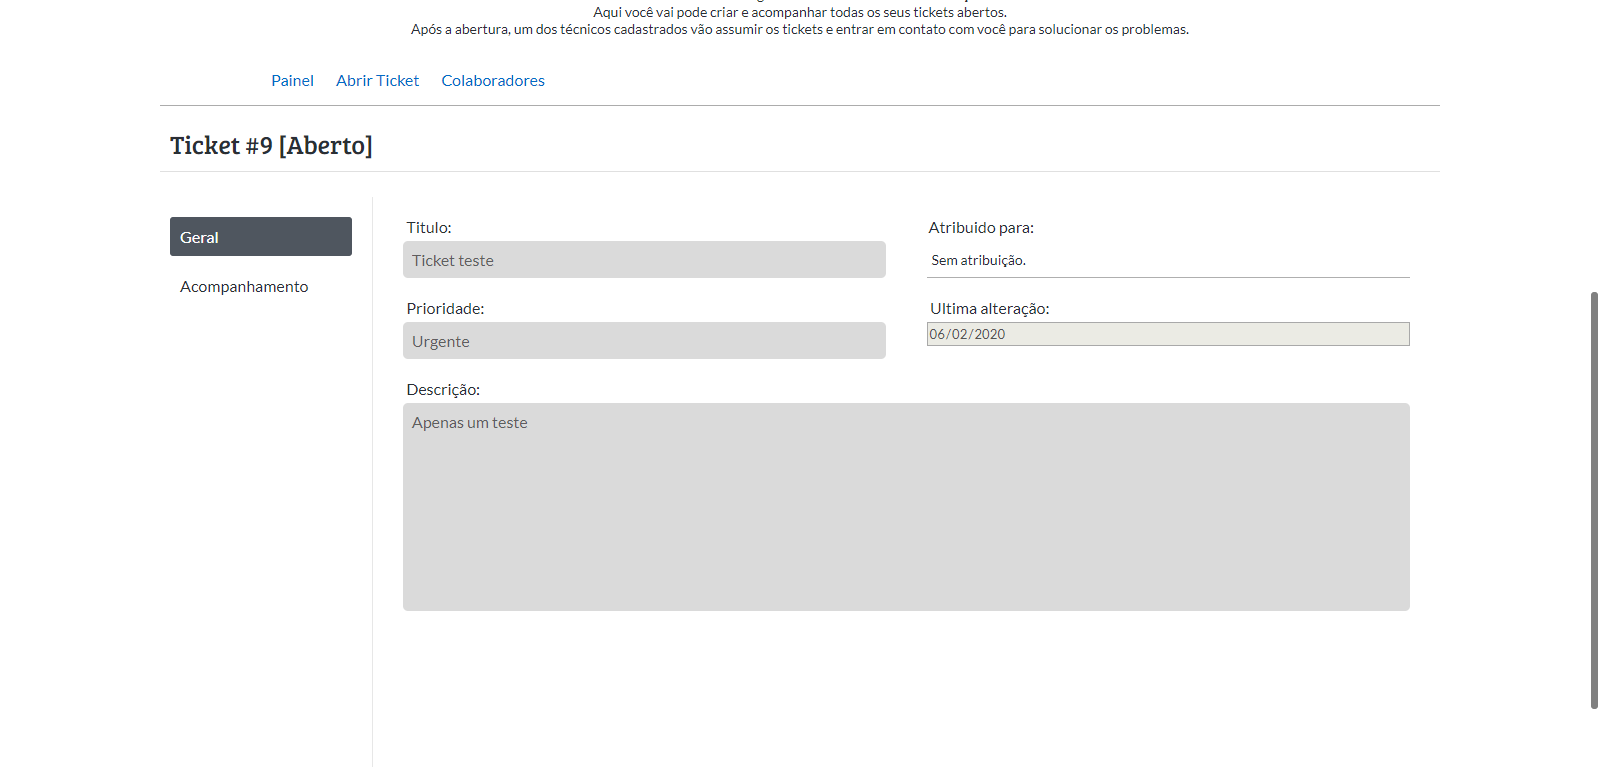 Aqui você vai pode criar e acompanhar todas os seus tickets abertos.
Após a abertura, um dos técnicos cadastrados vão assumir os tickets e entrar em contato com você para solucionar os problemas.
Painel Abrir Ticket Colaboradores
Ticket #9 [Aberto]
Geral
Acompanhamento
Titulo:
Ticket teste
Atribuido para:
Sem atribuição.
Prioridade:
Urgente
Ultima alteração:
06/02/2020
Descrição:
Apenas um teste